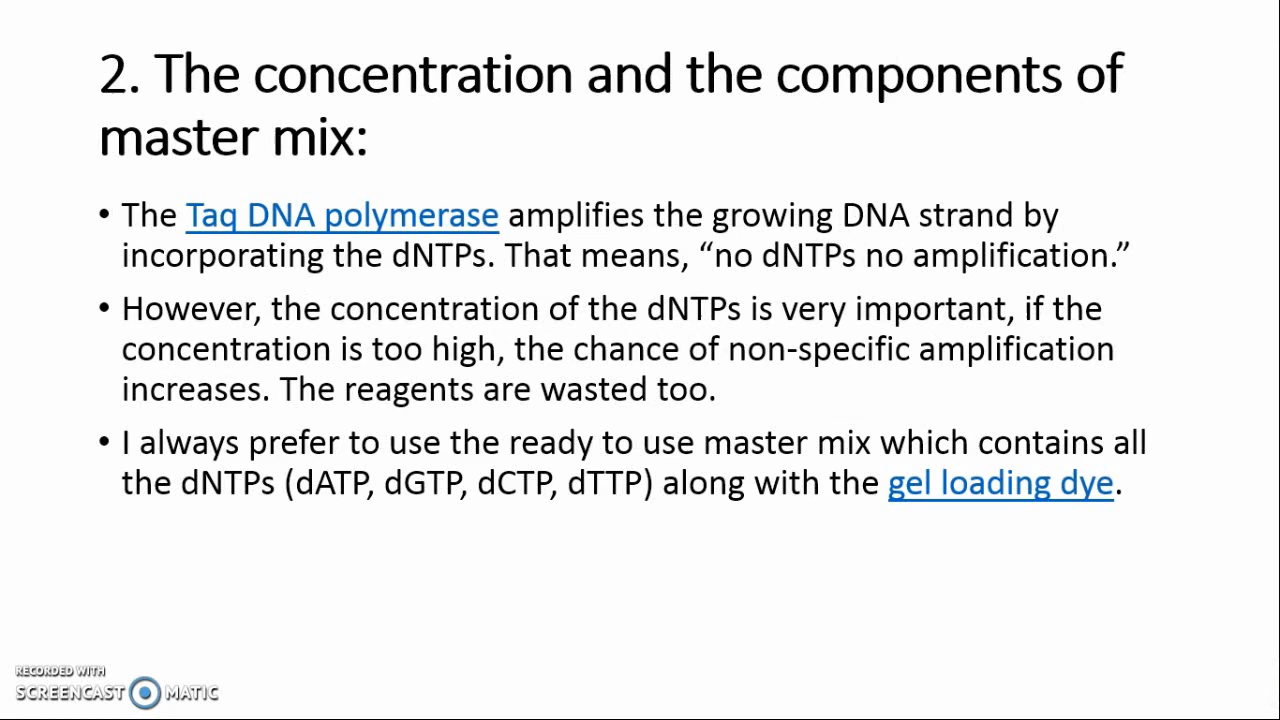 2. The concentration and the components of
master mix:
• The Taq DNA polymerase amplifies the growing DNA strand by
incorporating the dNTPs. That means, “no dNTPs no amplification.”
• However, the concentration of the dNTPs is very important, if the
concentration is too high, the chance of non-specific amplification
increases. The reagents are wasted too.
• I always prefer to use the ready to use master mix which contains all
the dNTPs (dATP, dGTP, dCTP, dTTP) along with the gel loading dye.
RECORDED WITH
SCREENCAST MATIC